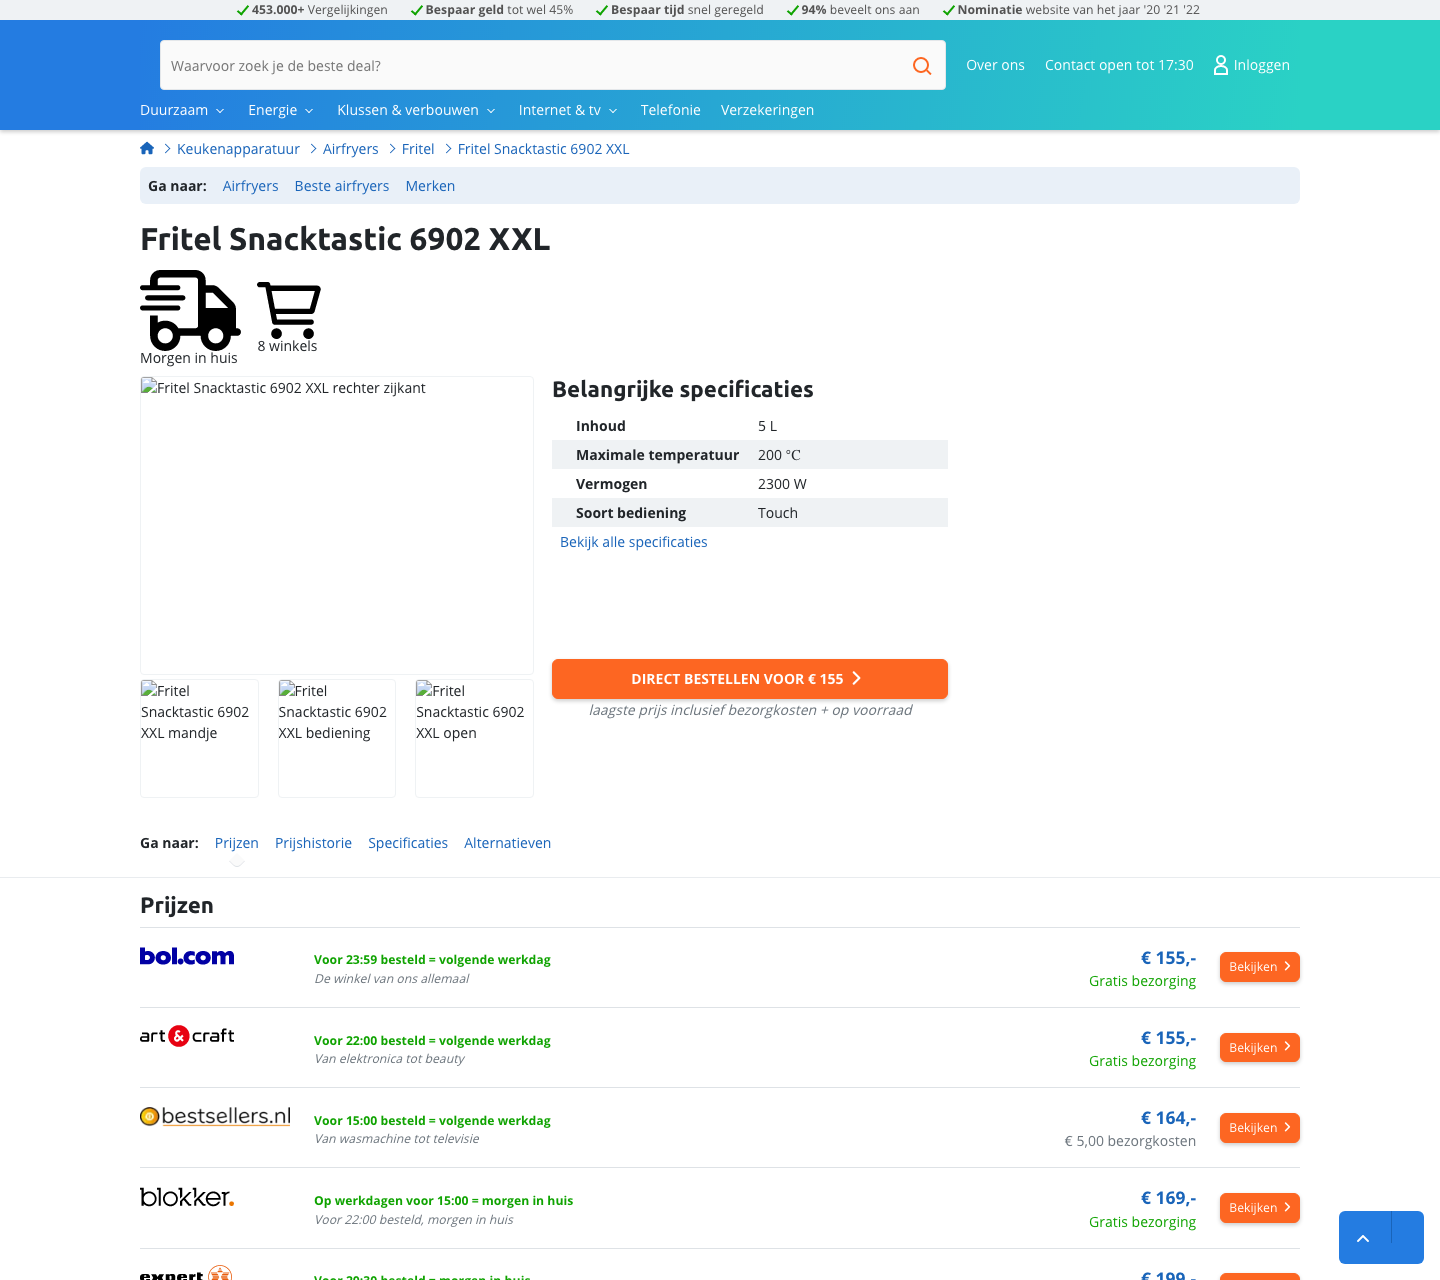 453.000+ Vergelijkingen Bespaar geld tot wel 45% Bespaar tijd snel geregeld 94% beveelt ons aan Nominatie website van het jaar '20 '21 '22
Waarvoor zoek je de beste deal?
Over ons Contact open tot 17:30 Inloggen
Duurzaam Energie Klussen & verbouwen Internet & tv Telefonie Verzekeringen
Keukenapparatuur Airfryers Fritel Fritel Snacktastic 6902 XXL
Ga naar: Airfryers Beste airfryers Merken
Fritel Snacktastic 6902 XXL
Morgen in huis
8 winkels
Fritel Snacktastic 6902 XXL rechter zijkant
Fritel
Snacktastic 6902
XXL mandje
Fritel
Snacktastic 6902
XXL bediening
Fritel
Snacktastic 6902
XXL open
Belangrijke specificaties
Inhoud 5 L
Maximale temperatuur 200 °C
Vermogen 2300 W
Soort bediening Touch
Bekijk alle specificaties
DIRECT BESTELLEN VOOR € 155
laagste prijs inclusief bezorgkosten + op voorraad
Ga naar: Prijzen Prijshistorie Specificaties Alternatieven
Prijzen
bol.com
Voor 23:59 besteld = volgende werkdag
De winkel van ons allemaal
€ 155,-
Gratis bezorging
Bekijken
art & craft
Voor 22:00 besteld = volgende werkdag
Van elektronica tot beauty
€ 155,-
Gratis bezorging
Bekijken
bestsellers.nl
Voor 15:00 besteld = volgende werkdag
Van wasmachine tot televisie
€ 164,-
€ 5,00 bezorgkosten
Bekijken
blokker.
Op werkdagen voor 15:00 = morgen in huis
Voor 22:00 besteld, morgen in huis
€ 169,-
Gratis bezorging
Bekijken
expert
Voor 20:30 besteld = morgen in huis
€ 199,-